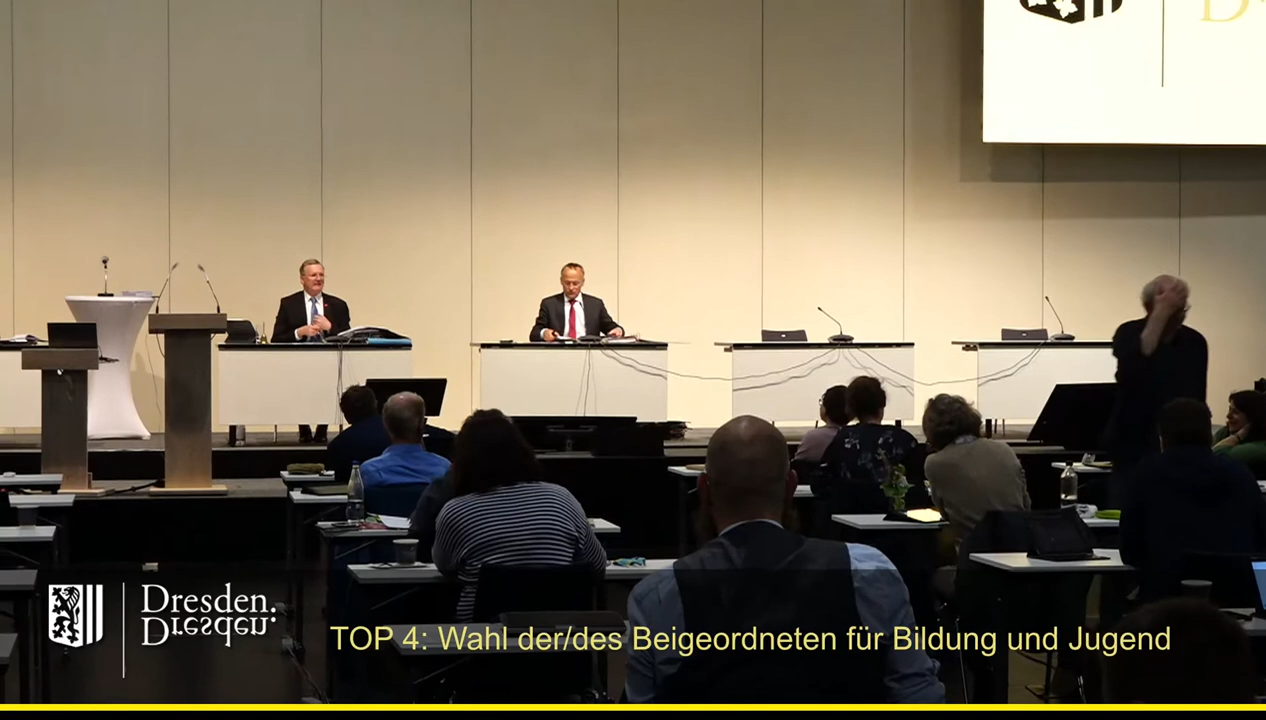 Dresden.
Dresden.
TOP 4: Wahl der/des Beigeordneten für Bildung und Jugend